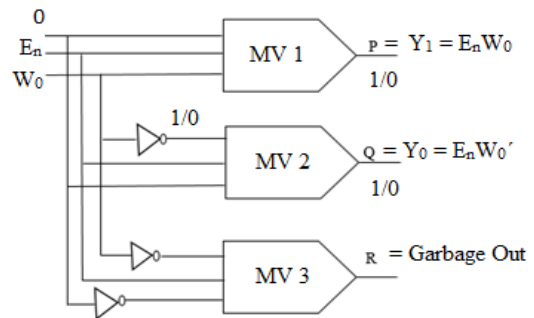 0
Eₙ
W₀
MV 1
P = Y₁ = EₙW₀
1/0
1/0
MV 2
Q = Y₀ = EₙW₀´
1/0
MV 3
R = Garbage Out